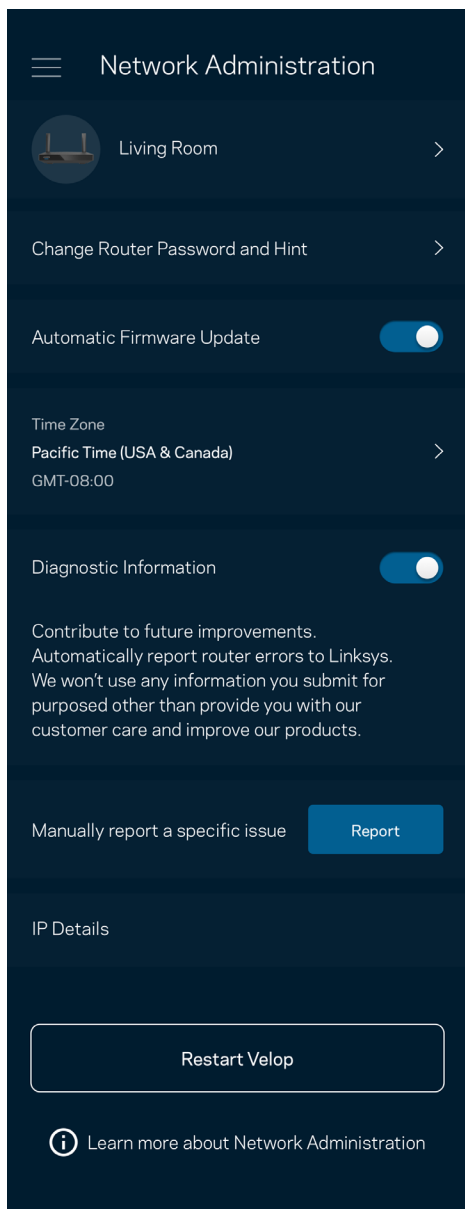 Network Administration
Living Room
Change Router Password and Hint
Automatic Firmware Update
Time Zone
Pacific Time (USA & Canada)
GMT-08:00
Diagnostic Information
Contribute to future improvements.
Automatically report router errors to Linksys.
We won't use any information you submit for
purposed other than provide you with our
customer care and improve our products.
Manually report a specific issue
Report
IP Details
Restart Velop
Learn more about Network Administration